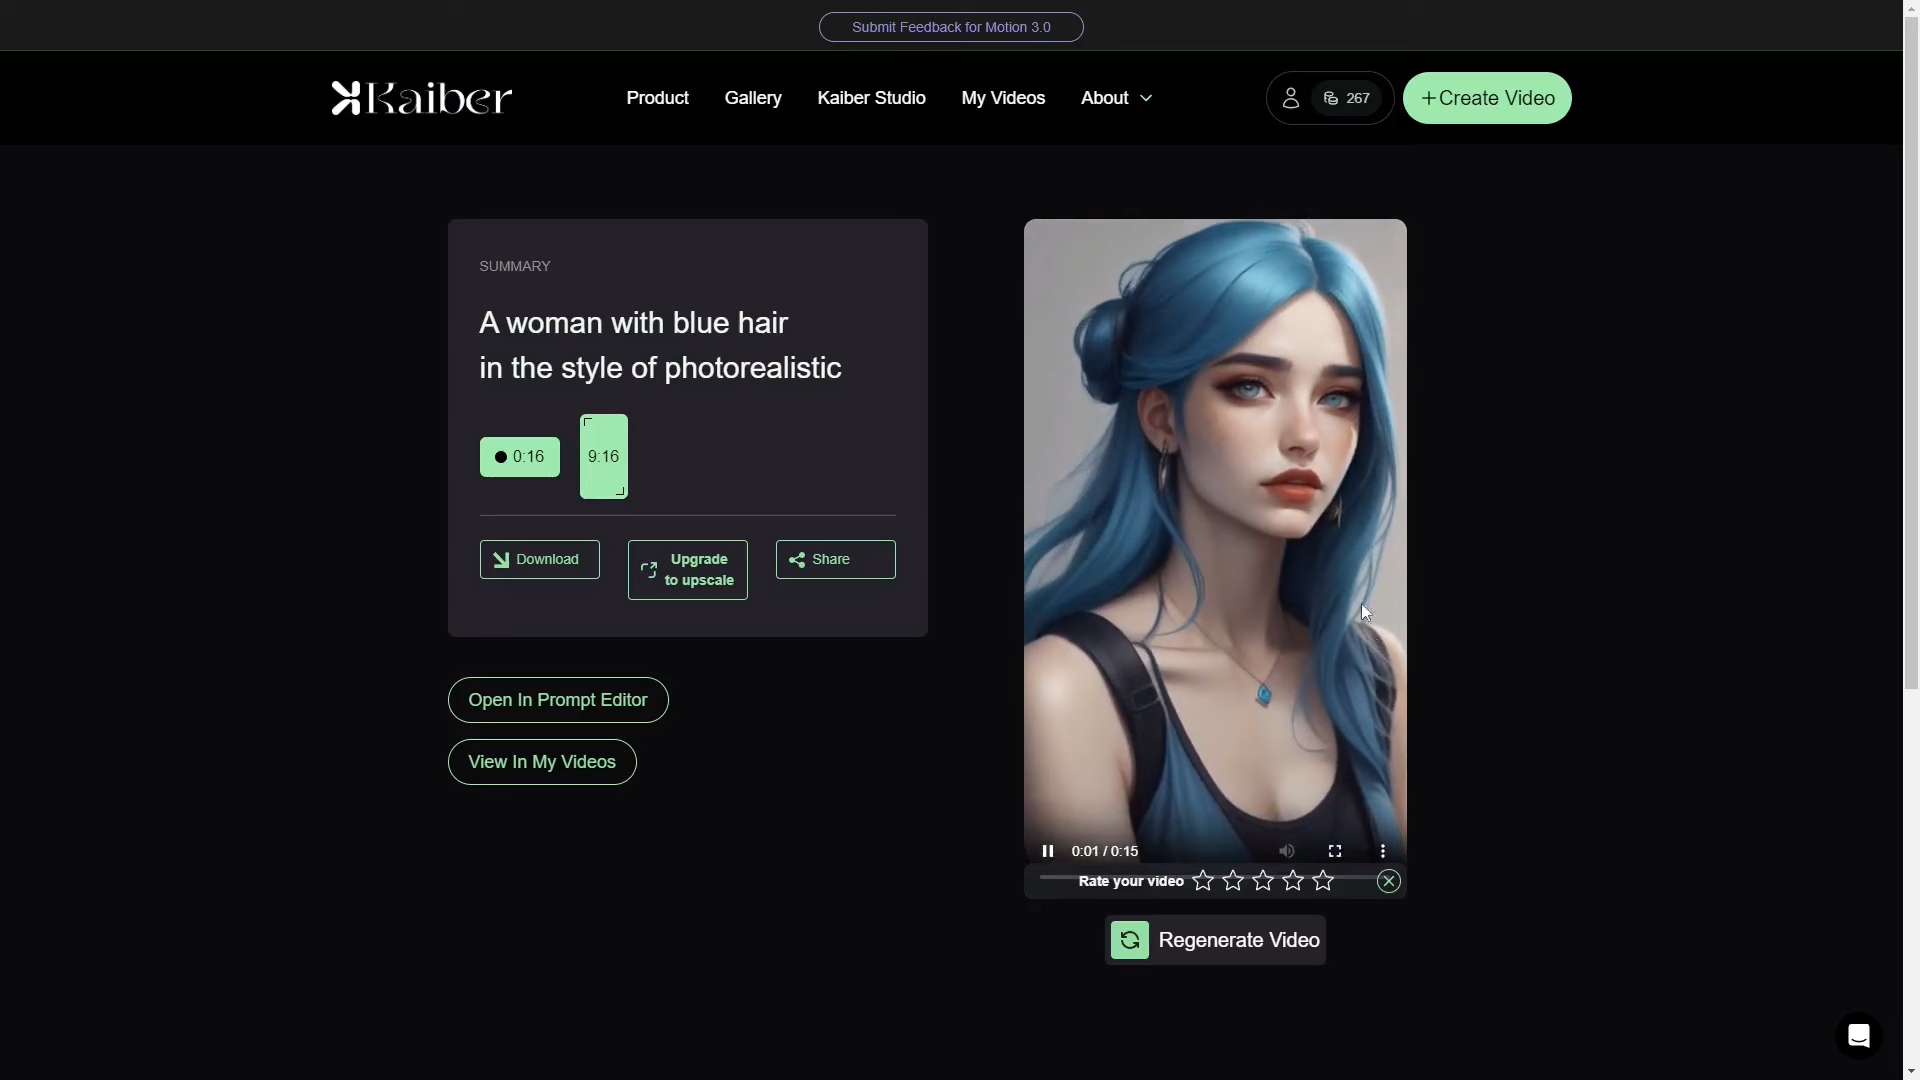 Submit Feedback for Motion 3.0
Kaiber
Product
Gallery
Kaiber Studio
My Videos
About
267
+Create Video
SUMMARY
A woman with blue hair
in the style of photorealistic
0:16
9:16
Download
Upgrade
to upscale
Share
Open In Prompt Editor
View In My Videos
0:01 / 0:15
Rate your video
Regenerate Video